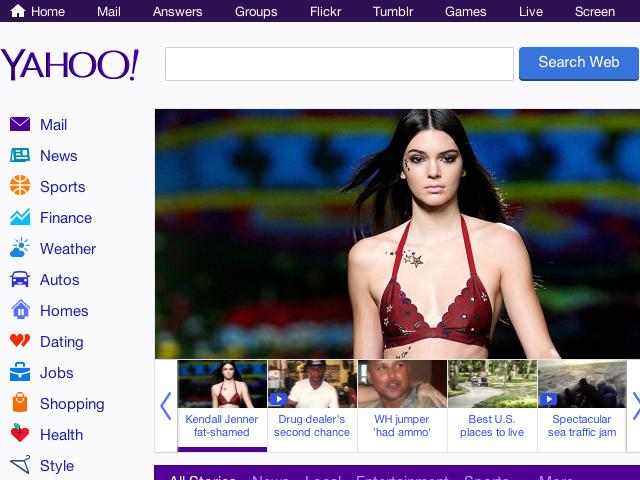 Home Mail Answers Groups Flickr Tumblr Games Live Screen
YAHOO!
Search Web
Mail
News
Sports
Finance
Weather
Autos
Homes
Dating
Jobs
Shopping
Health
Style
Kendall Jenner
fat-shamed
Drug dealer's
second chance
WH jumper
'had ammo'
Best U.S.
places to live
Spectacular
sea traffic jam
All Stories News Local Entertainment Sports More